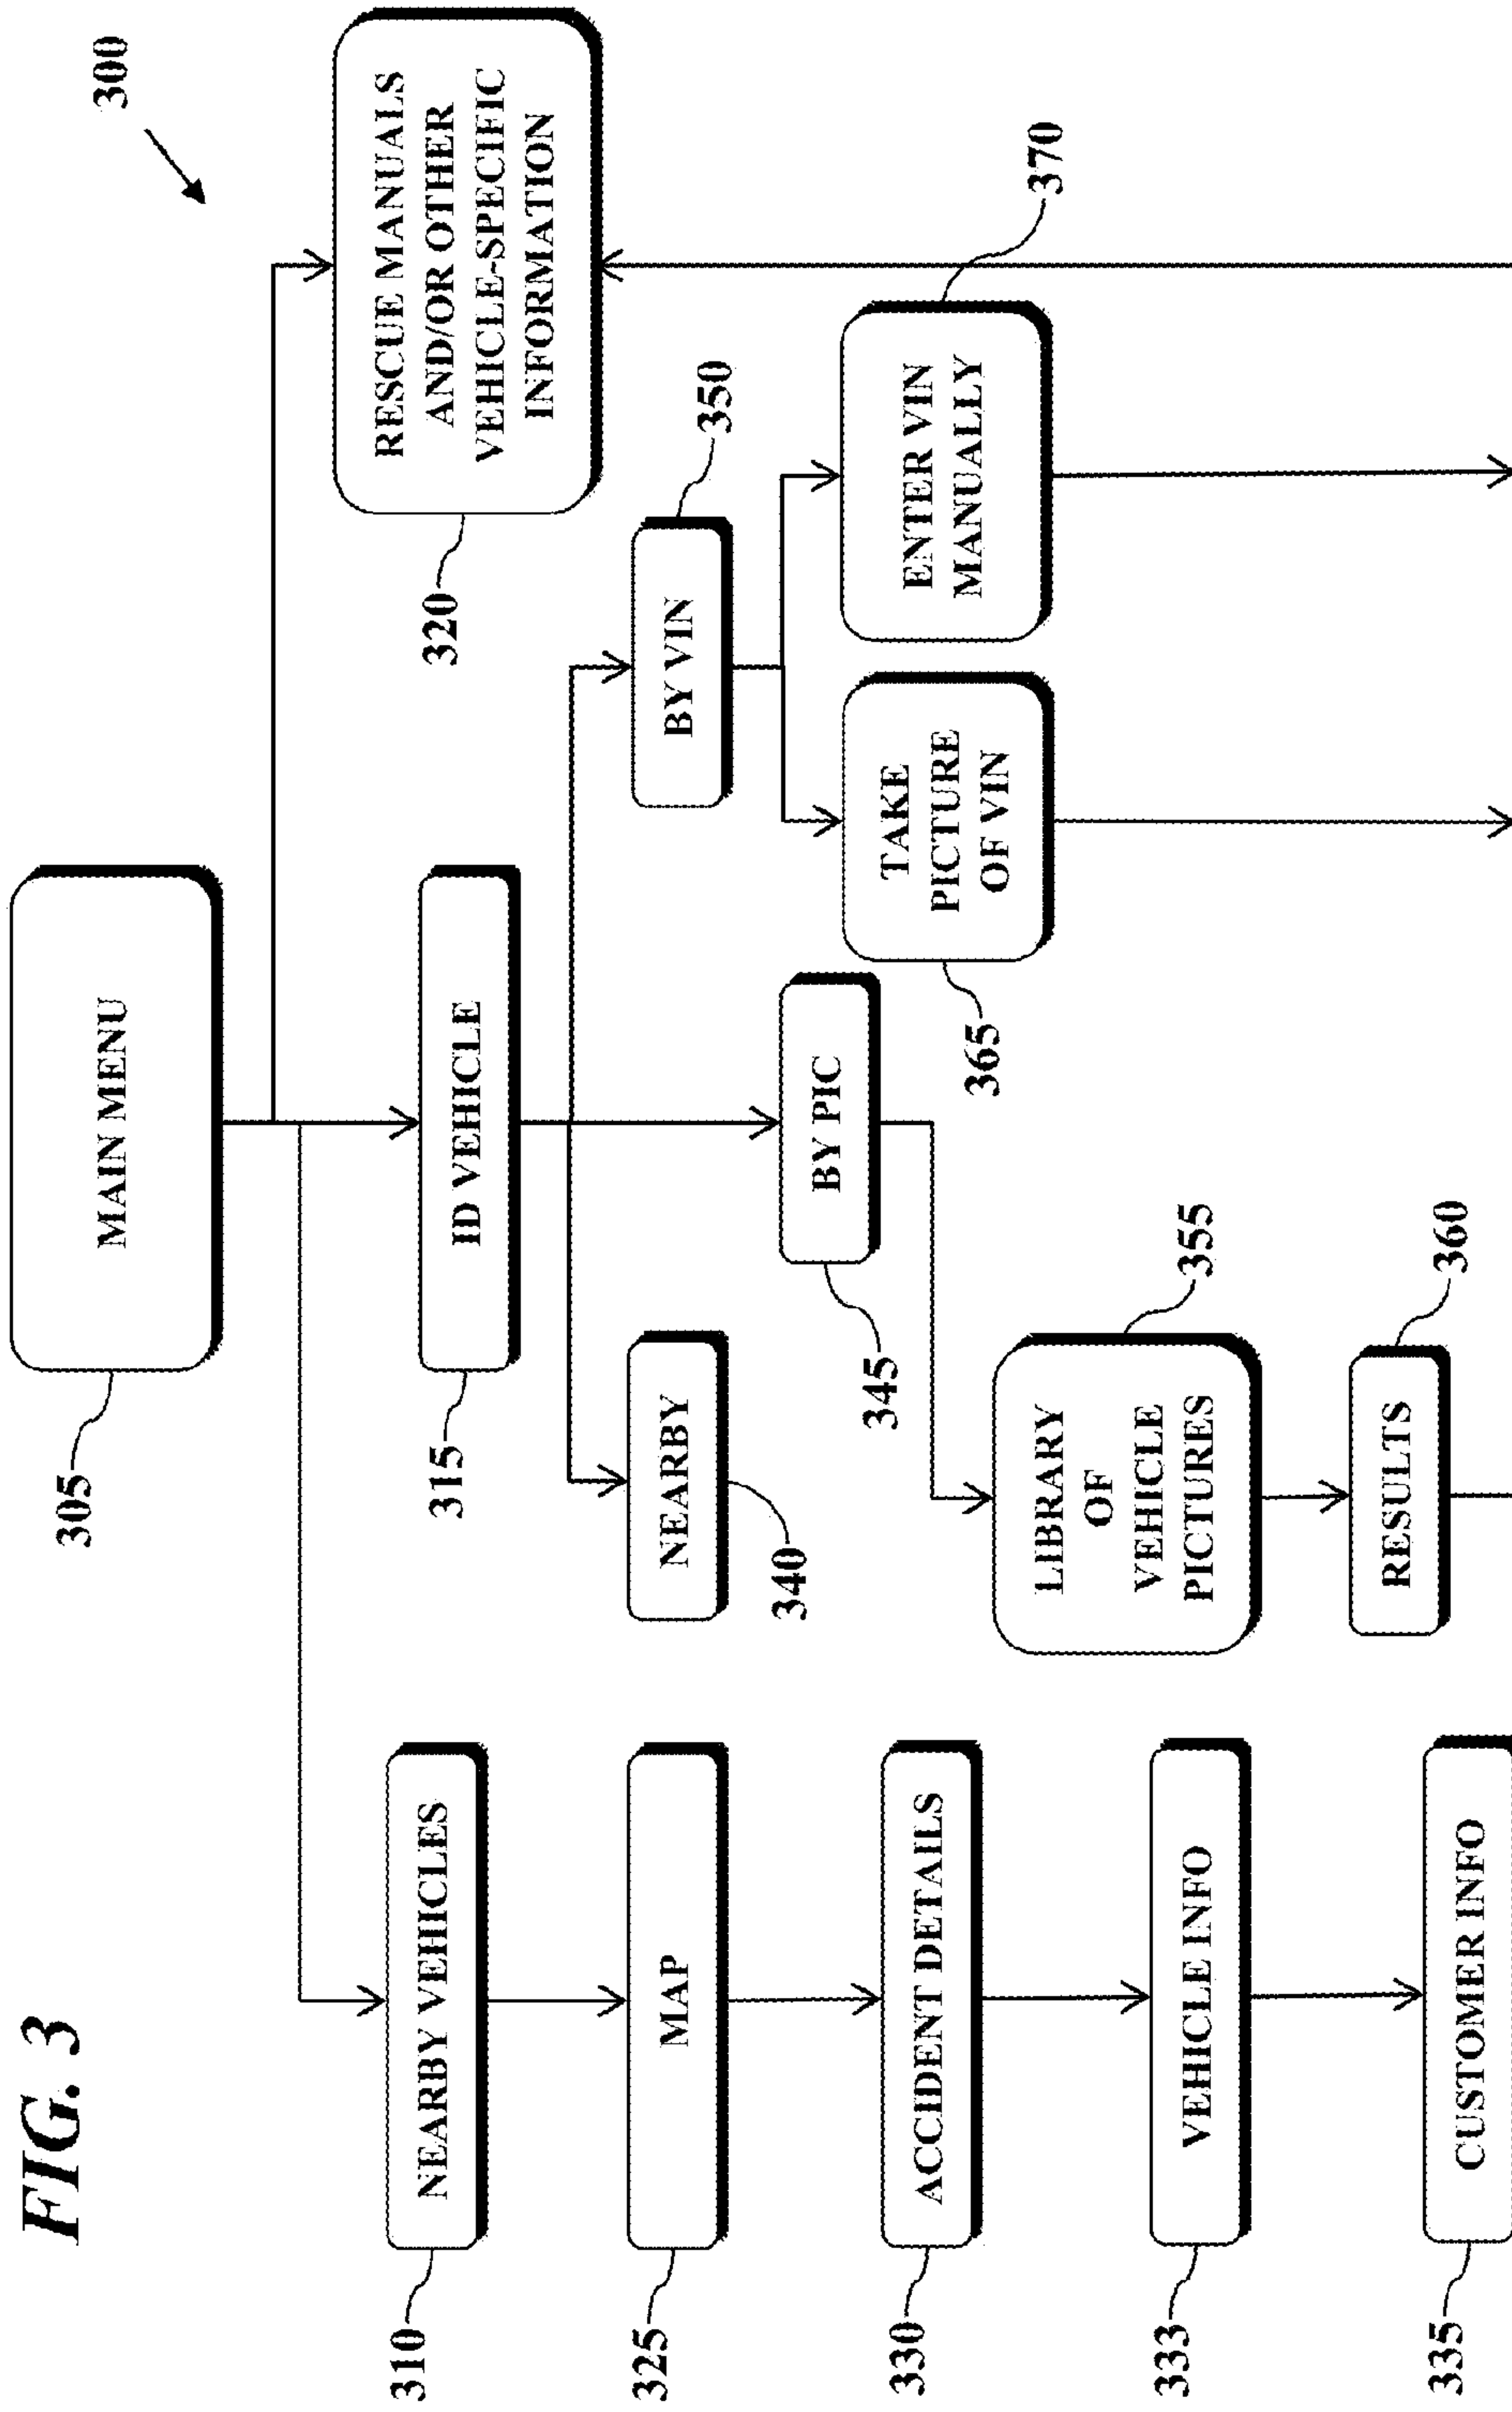 FIG. 3
300
305
MAIN MENU
310
NEARBY VEHICLES
315
ID VEHICLE
320
RESCUE MANUALS
AND/OR OTHER
VEHICLE-SPECIFIC
INFORMATION
325
MAP
340
NEARBY
350
BY VIN
345
BY PIC
330
ACCIDENT DETAILS
365
TAKE
PICTURE
OF VIN
370
ENTER VIN
MANUALLY
355
LIBRARY
OF
VEHICLE
PICTURES
333
VEHICLE INFO
360
RESULTS
335
CUSTOMER INFO